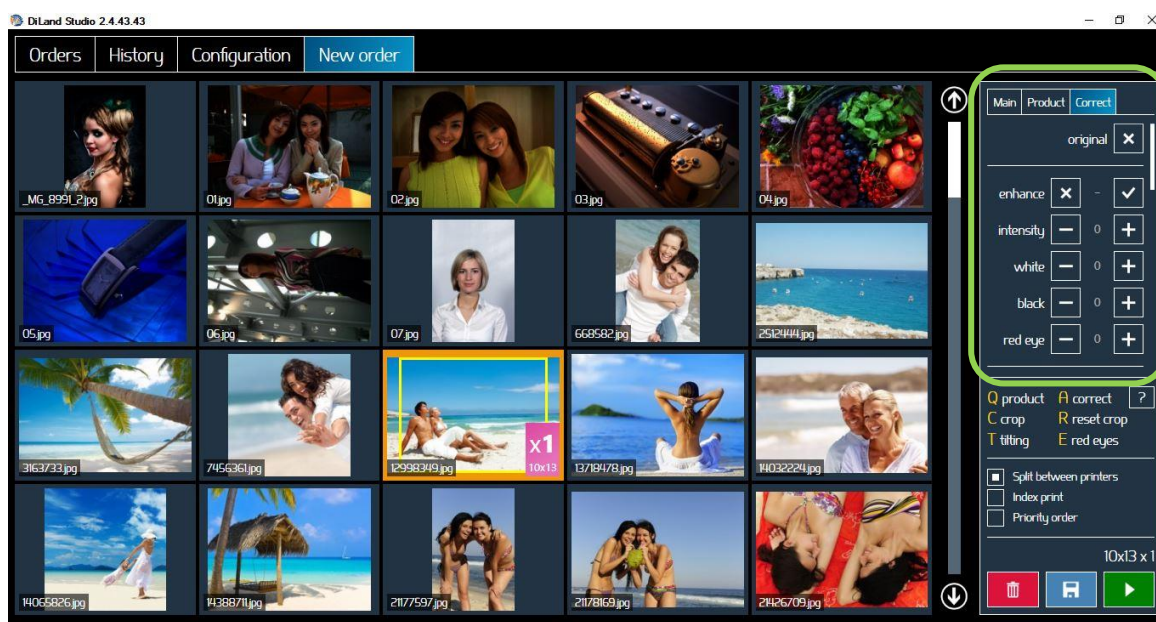 DiLand Studio 2.4.43.43
Orders History Configuration New order
_MG_8991_2.jpg 01.jpg 02.jpg 03.jpg 04.jpg
05.jpg 06.jpg 07.jpg 668582.jpg 2512444.jpg
3163733.jpg 7456361.jpg 12998349.jpg x1 10x13 13718478.jpg 14032224.jpg
14065826.jpg 14388711.jpg 21177597.jpg 21178169.jpg 21426709.jpg
Main Product Correct
original
enhance -
intensity 0
white 0
black 0
red eye 0
Q product A correct ?
C crop R reset crop
T tilting E red eyes
Split between printers
Index print
Priority order
10x13 x 1